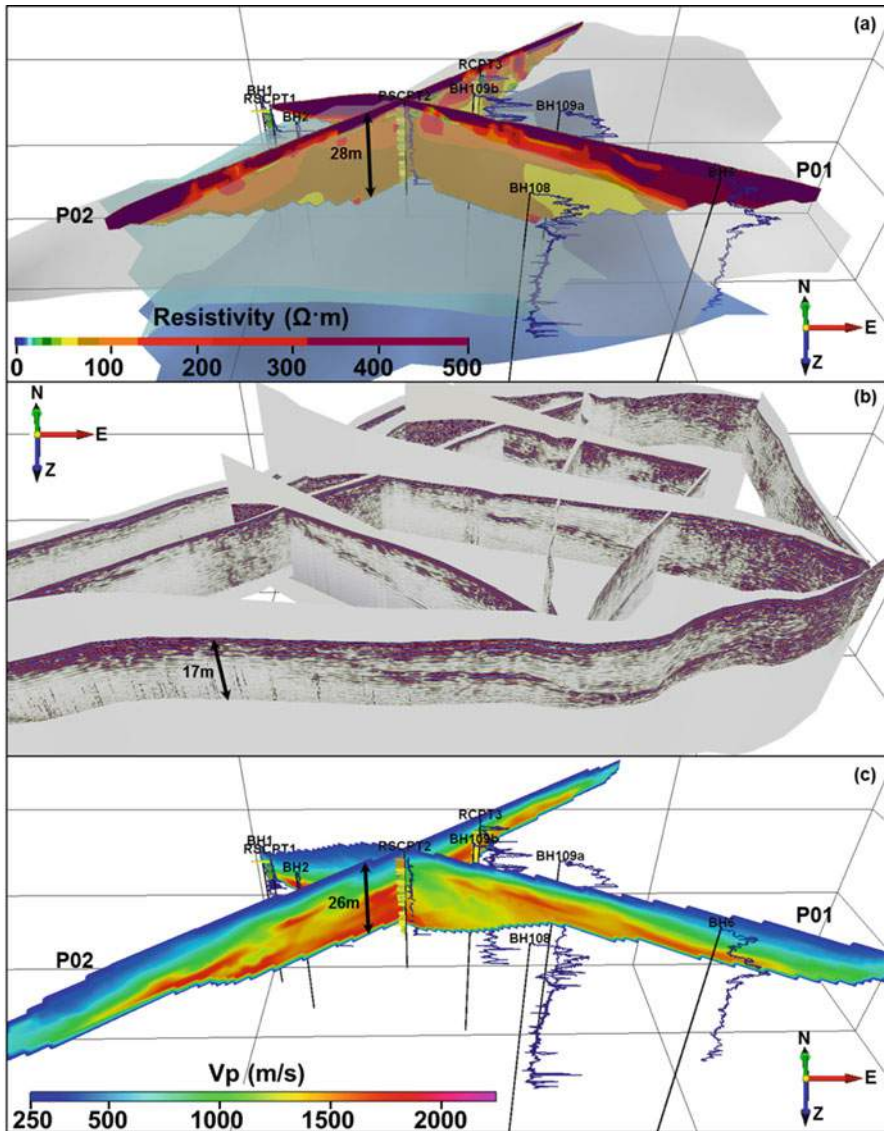 (a)
RCPT3
BH1
RSCPT1
RSCPT2
BH109b
BH2
BH109a
28m
BH6
P01
BH108
P02
N
E
Z
Resistivity (Ω·m)
0 100 200 300 400 500
(b)
N
E
Z
17m
(c)
RCPT3
BH1
RSCPT1
RSCPT2
BH109b
BH2
BH109a
26m
P01
BH6
BH108
P02
N
E
Z
Vp (m/s)
250 500 1000 1500 2000